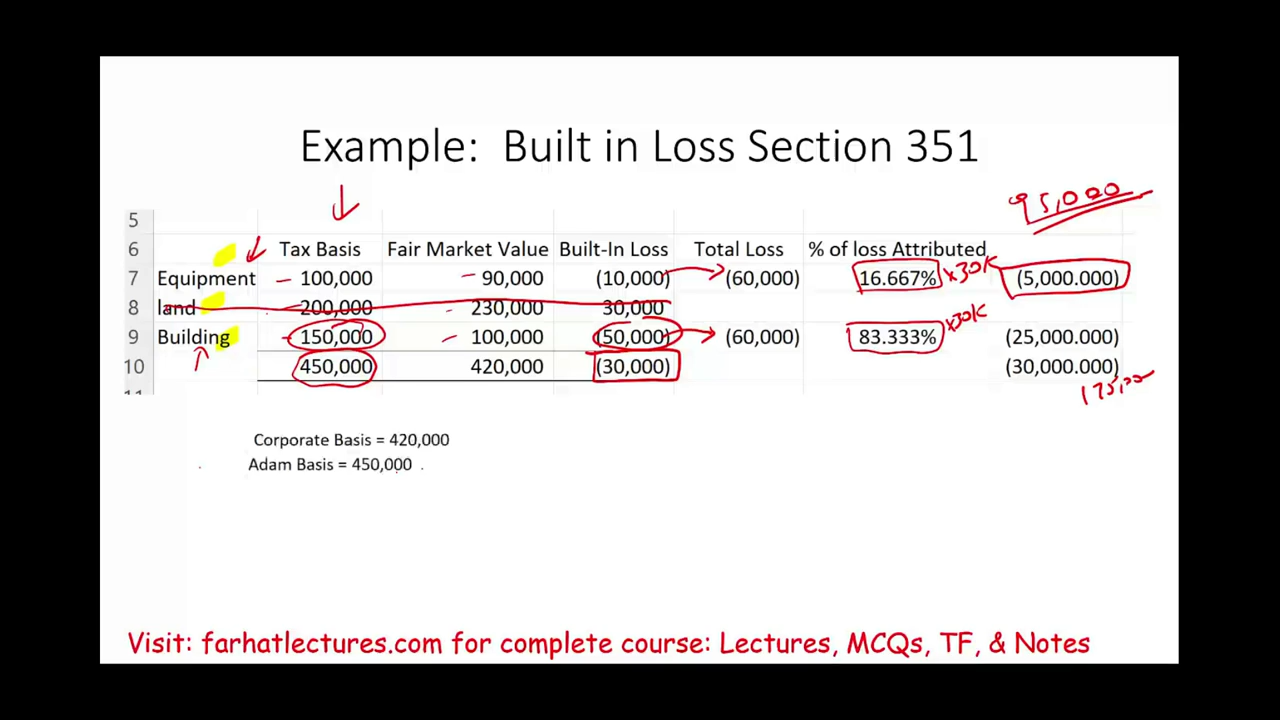 Example: Built in Loss Section 351
95,000
5
6 Tax Basis Fair Market Value Built-In Loss Total Loss % of loss Attributed
7 Equipment 100,000 90,000 (10,000) (60,000) 16.667% x30K (5,000.000)
8 land 200,000 230,000 30,000
9 Building 150,000 100,000 (50,000) (60,000) 83.333% x30K (25,000.000)
10 450,000 420,000 (30,000) (30,000.000)
Corporate Basis = 420,000
Adam Basis = 450,000
Visit: farhatlectures.com for complete course: Lectures, MCQs, TF, & Notes